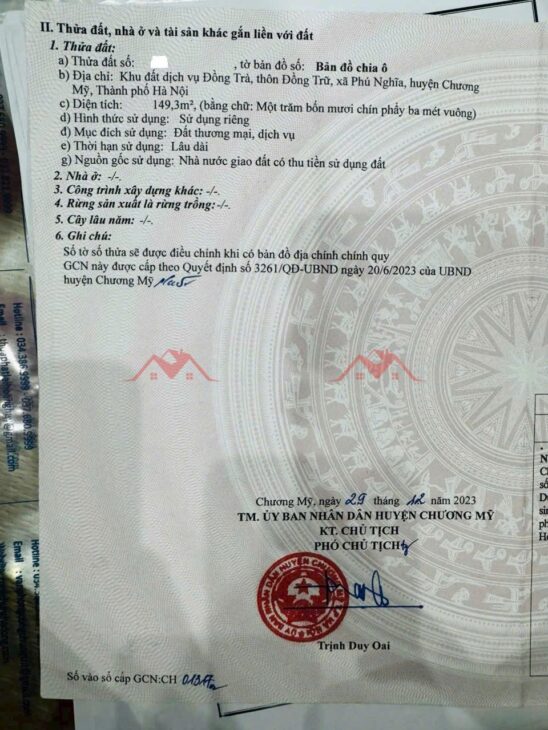 II. Thửa đất, nhà ở và tài sản khác gắn liền với đất
1. Thửa đất:
a) Thửa đất số: , tờ bản đồ số: Bản đồ chia ô
b) Địa chỉ: Khu đất dịch vụ Đồng Trà, thôn Đồng Trữ, xã Phú Nghĩa, huyện Chương
Mỹ, Thành phố Hà Nội
c) Diện tích: 149,3m², (bằng chữ: Một trăm bốn mươi chín phẩy ba mét vuông)
d) Hình thức sử dụng: Sử dụng riêng
đ) Mục đích sử dụng: Đất thương mại, dịch vụ
e) Thời hạn sử dụng: Lâu dài
g) Nguồn gốc sử dụng: Nhà nước giao đất có thu tiền sử dụng đất
2. Nhà ở: -/-.
3. Công trình xây dựng khác: -/-.
4. Rừng sản xuất là rừng trồng: -/-.
5. Cây lâu năm: -/-.
6. Ghi chú:
Số tờ số thửa sẽ được điều chỉnh khi có bản đồ địa chính chính quy
GCN này được cấp theo Quyết định số 3261/QĐ-UBND ngày 20/6/2023 của UBND
huyện Chương Mỹ
Chương Mỹ, ngày 29 tháng 12 năm 2023
TM. ỦY BAN NHÂN DÂN HUYỆN CHƯƠNG MỸ
KT. CHỦ TỊCH
PHÓ CHỦ TỊCH
Trịnh Duy Oai
Số vào sổ cấp GCN:CH